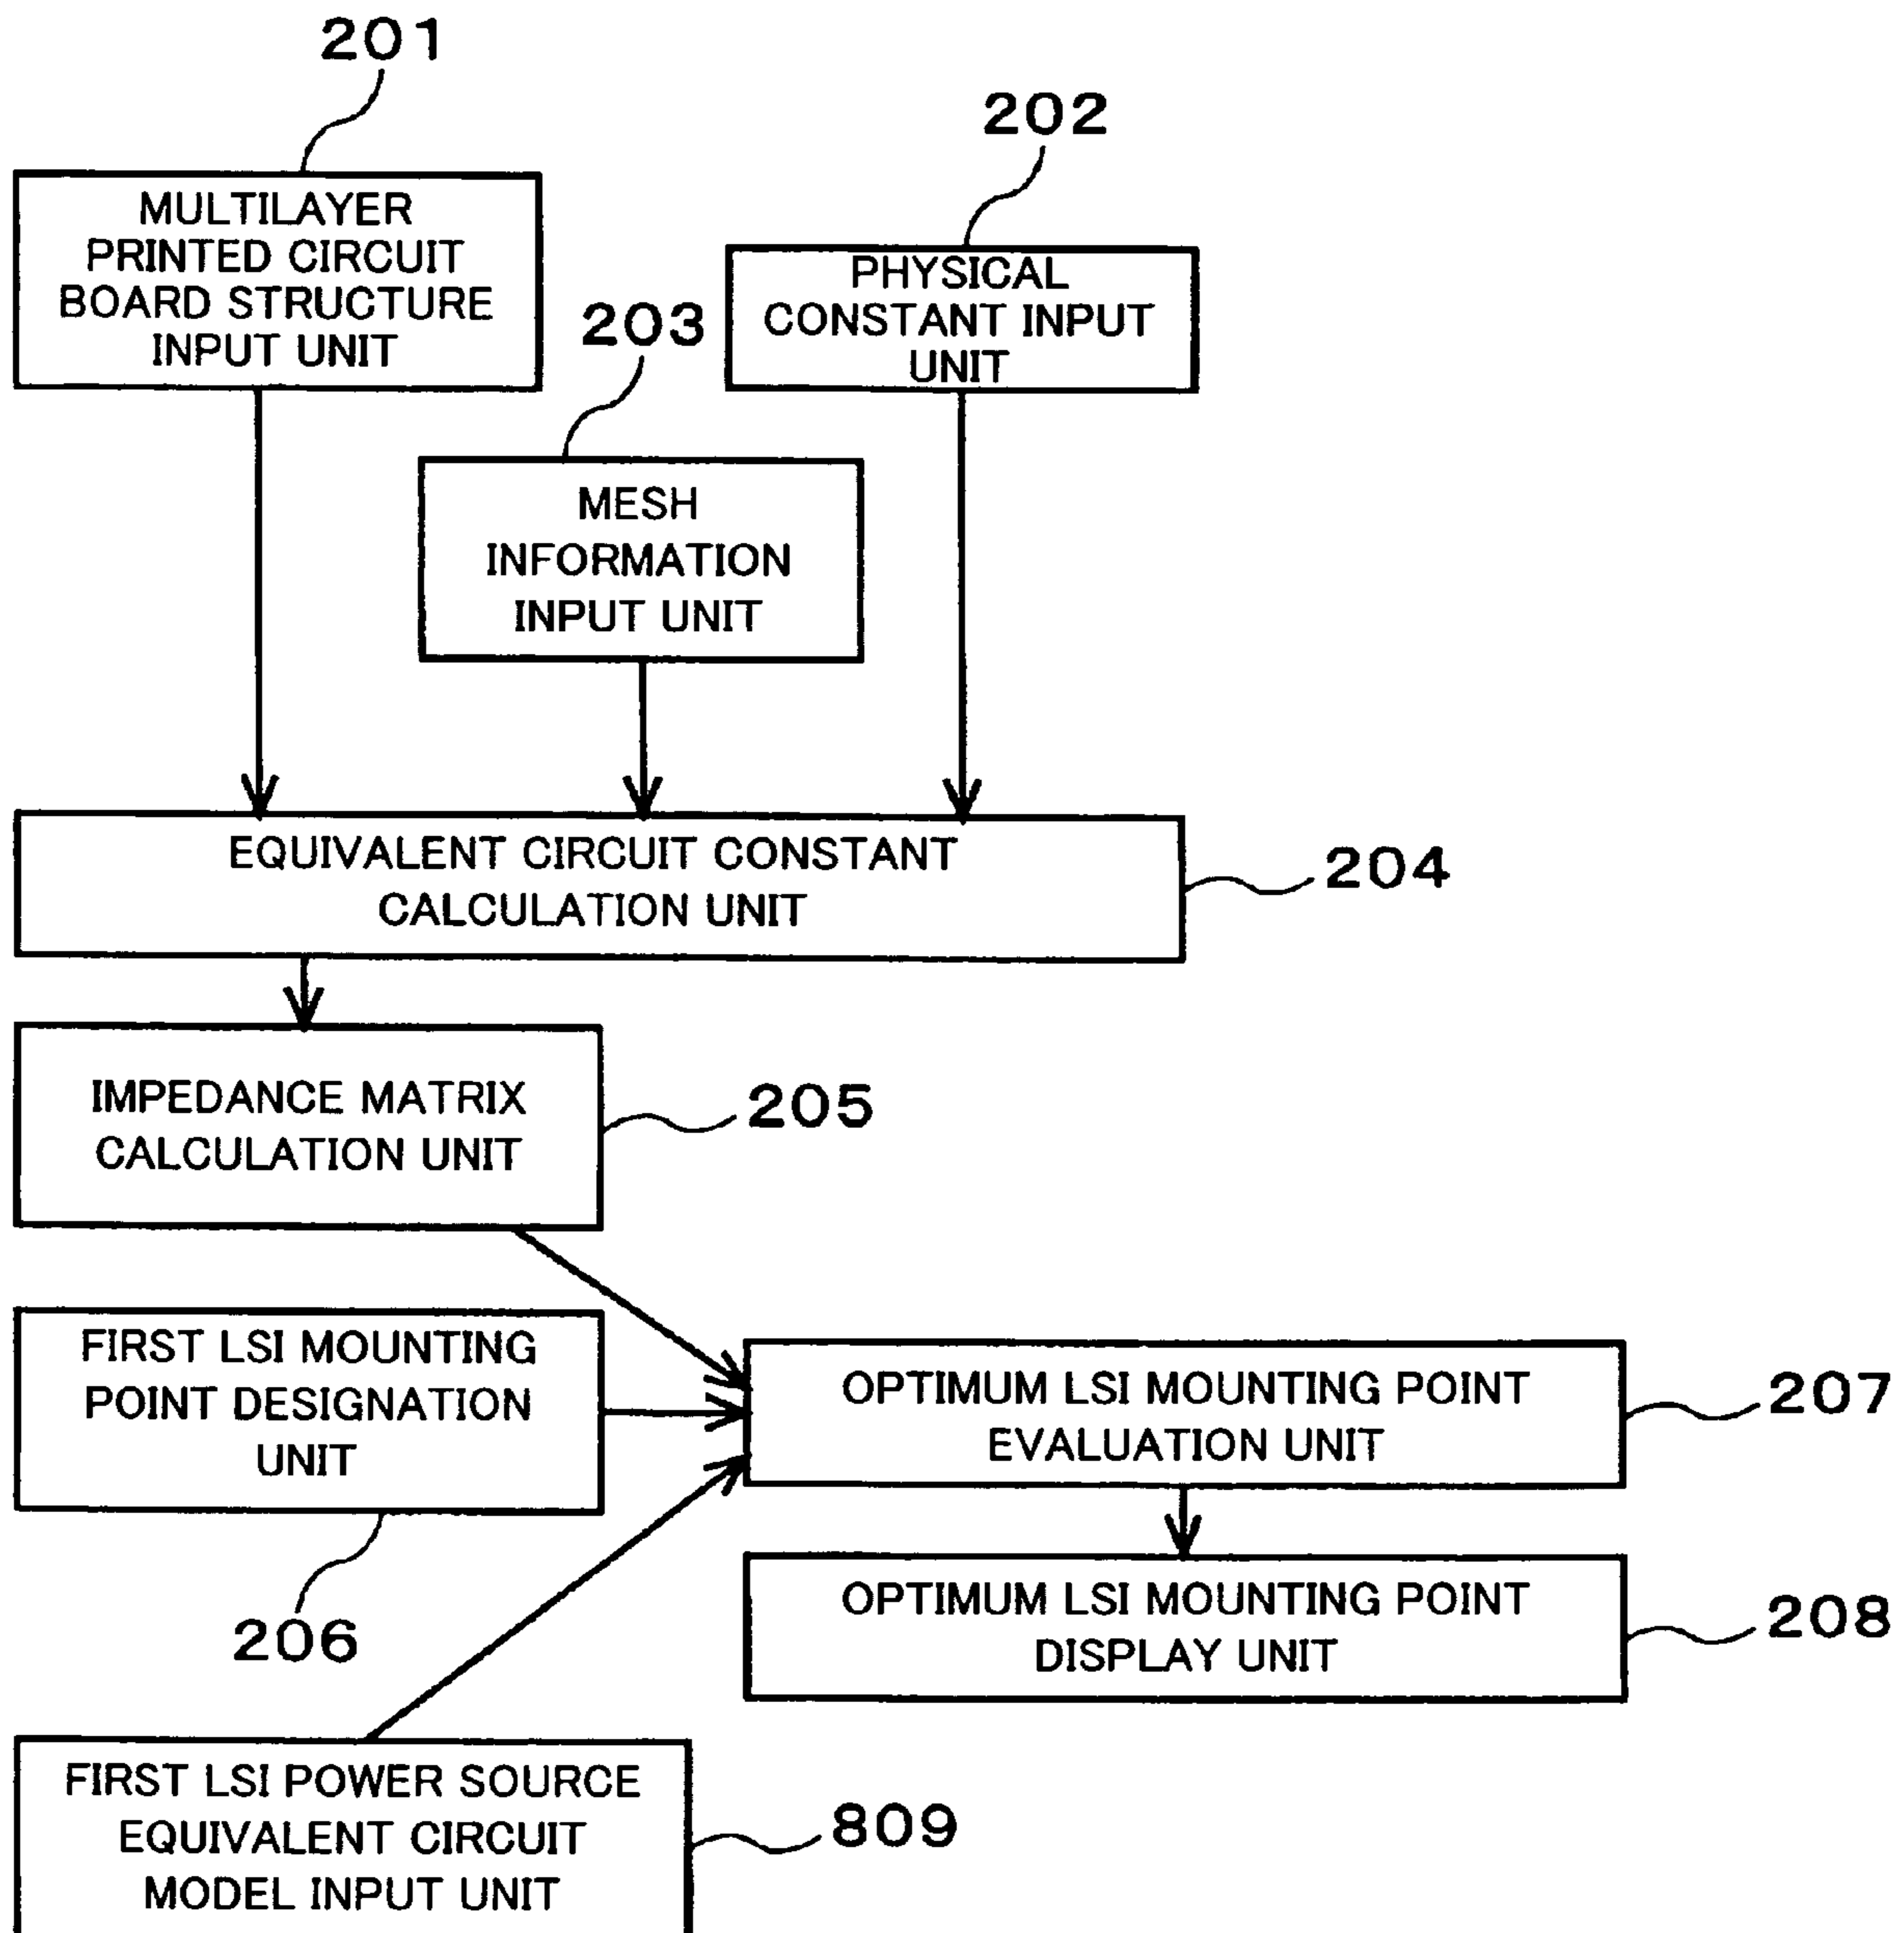 201
202
MULTILAYER
PRINTED CIRCUIT
BOARD STRUCTURE
INPUT UNIT
PHYSICAL
CONSTANT INPUT
UNIT
203
MESH
INFORMATION
INPUT UNIT
EQUIVALENT CIRCUIT CONSTANT
CALCULATION UNIT
204
IMPEDANCE MATRIX
CALCULATION UNIT
205
FIRST LSI MOUNTING
POINT DESIGNATION
UNIT
206
OPTIMUM LSI MOUNTING POINT
EVALUATION UNIT
207
OPTIMUM LSI MOUNTING POINT
DISPLAY UNIT
208
FIRST LSI POWER SOURCE
EQUIVALENT CIRCUIT
MODEL INPUT UNIT
809